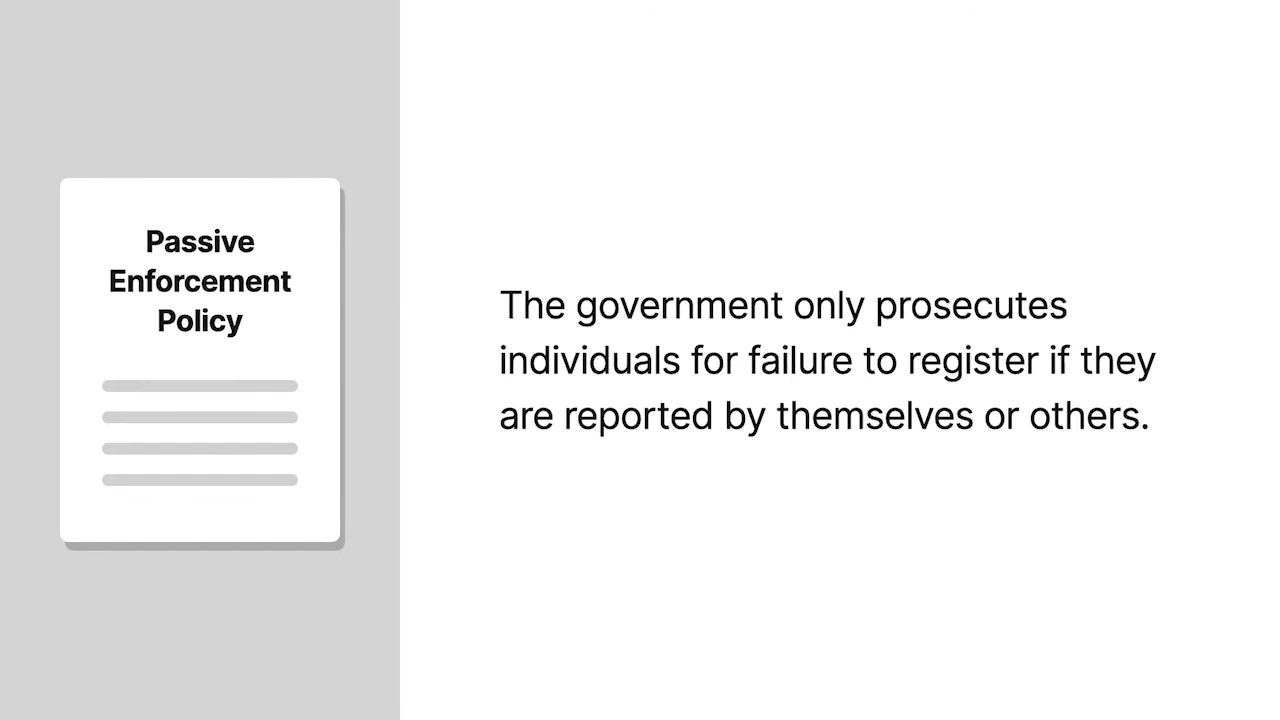 Passive
Enforcement
Policy
The government only prosecutes
individuals for failure to register if they
are reported by themselves or others.